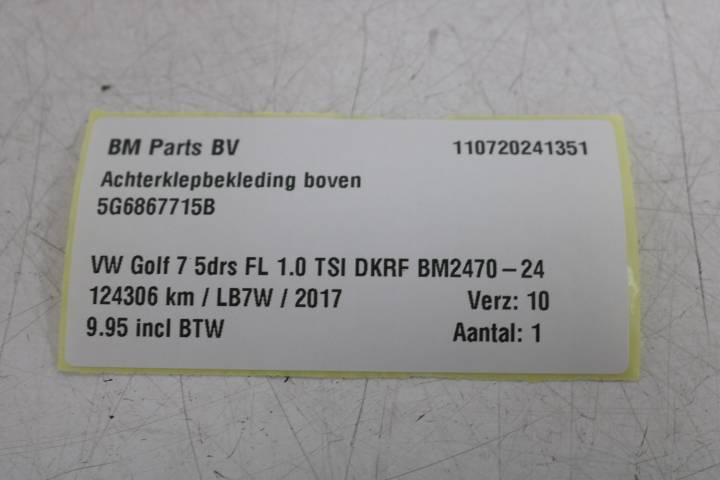 BM Parts BV 110720241351
Achterklepbekleding boven
5G6867715B
VW Golf 7 5drs FL 1.0 TSI DKRF BM2470-24
124306 km / LB7W / 2017 Verz: 10
9.95 incl BTW Aantal: 1